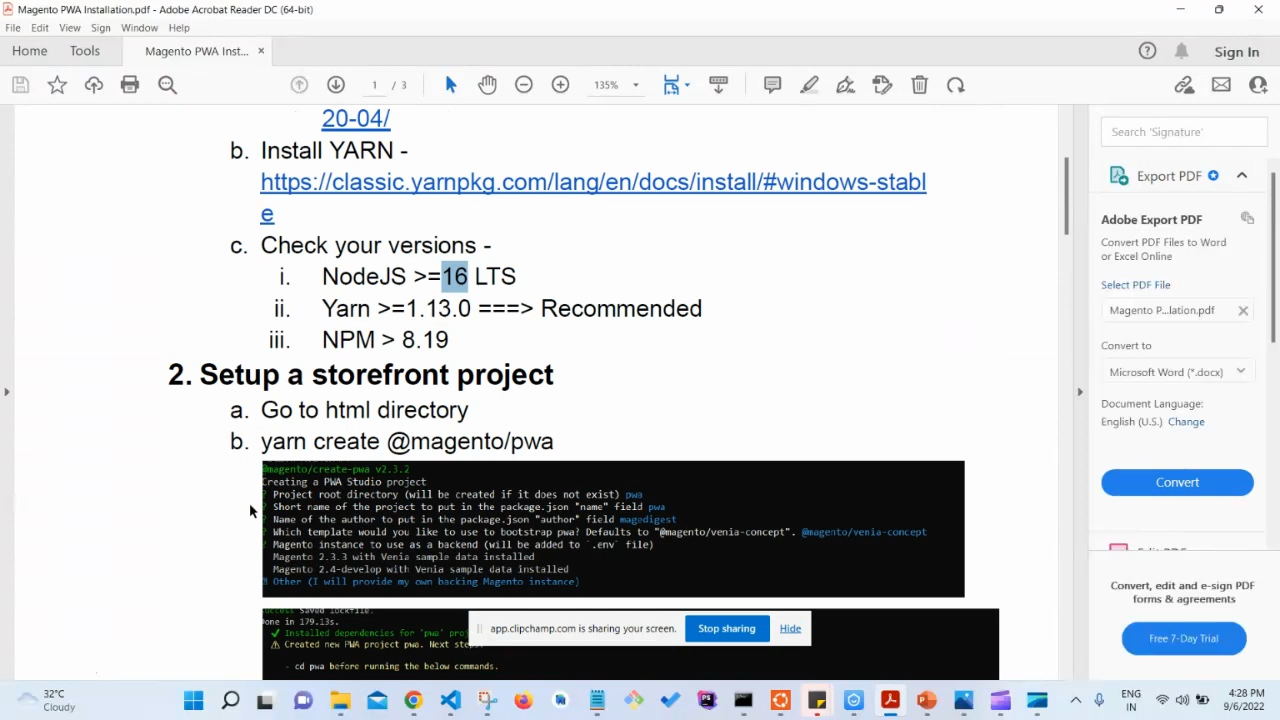 Magento PWA Installation.pdf - Adobe Acrobat Reader DC (64-bit)
File Edit View Sign Window Help
Home Tools Magento PWA Inst... × Sign In
1 / 3 135%
20-04/
b. Install YARN -
https://classic.yarnpkg.com/lang/en/docs/install/#windows-stabl
e
c. Check your versions -
i. NodeJS >=16 LTS
ii. Yarn >=1.13.0 ===> Recommended
iii. NPM > 8.19
2. Setup a storefront project
a. Go to html directory
b. yarn create @magento/pwa
@magento/create-pwa v2.3.2
Creating a PWA Studio project
? Project root directory (will be created if it does not exist) pwa
? Short name of the project to put in the package.json "name" field pwa
? Name of the author to put in the package.json "author" field magedigest
? Which template would you like to use to bootstrap pwa? Defaults to "@magento/venia-concept". @magento/venia-concept
? Magento instance to use as a backend (will be added to `.env` file)
Magento 2.3.3 with Venia sample data installed
Magento 2.4-develop with Venia sample data installed
Other (I will provide my own backing Magento instance)
success Saved lockfile.
Done in 179.13s.
✔ Installed dependencies for 'pwa' proj
⚠ Created new PWA project pwa. Next step
- cd pwa before running the below commands.
app.clipchamp.com is sharing your screen. Stop sharing Hide
Search 'Signature'
Export PDF
Adobe Export PDF
Convert PDF Files to Word
or Excel Online
Select PDF File
Magento P...lation.pdf
Convert to
Microsoft Word (*.docx)
Document Language:
English (U.S.) Change
Convert
Convert, edit and e-sign PDF
forms & agreements
Free 7-Day Trial
32°C
Cloudy
ENG
IN
4:28 PM
9/6/2022